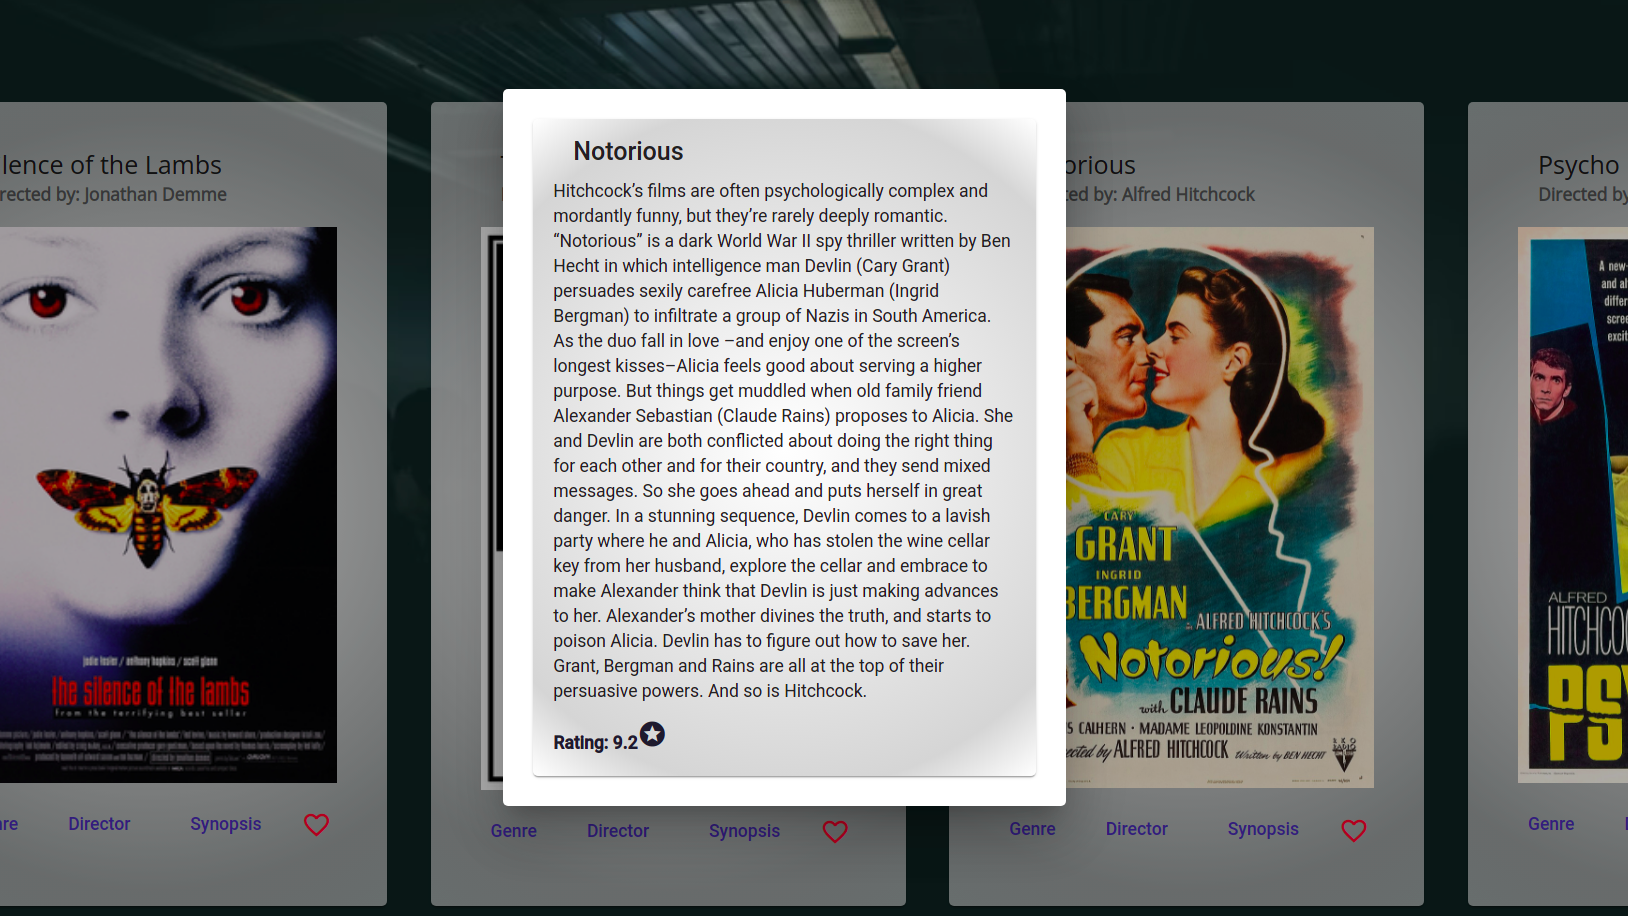 lence of the Lambs
rected by: Jonathan Demme
jodie foster / anthony hopkins / scott glenn
the silence of the lambs
from the terrifying best seller
re
Director
Synopsis
Genre
Director
Synopsis
Notorious
Hitchcock’s films are often psychologically complex and
mordantly funny, but they’re rarely deeply romantic.
“Notorious” is a dark World War II spy thriller written by Ben
Hecht in which intelligence man Devlin (Cary Grant)
persuades sexily carefree Alicia Huberman (Ingrid
Bergman) to infiltrate a group of Nazis in South America.
As the duo fall in love –and enjoy one of the screen’s
longest kisses–Alicia feels good about serving a higher
purpose. But things get muddled when old family friend
Alexander Sebastian (Claude Rains) proposes to Alicia. She
and Devlin are both conflicted about doing the right thing
for each other and for their country, and they send mixed
messages. So she goes ahead and puts herself in great
danger. In a stunning sequence, Devlin comes to a lavish
party where he and Alicia, who has stolen the wine cellar
key from her husband, explore the cellar and embrace to
make Alexander think that Devlin is just making advances
to her. Alexander’s mother divines the truth, and starts to
poison Alicia. Devlin has to figure out how to save her.
Grant, Bergman and Rains are all at the top of their
persuasive powers. And so is Hitchcock.
Rating: 9.2
orious
ed by: Alfred Hitchcock
CARY
GRANT
INGRID
BERGMAN
ALFRED HITCHCOCK'S
Notorious!
with CLAUDE RAINS
S CALHERN · MADAME LEOPOLDINE KONSTANTIN
ected by ALFRED HITCHCOCK Written by BEN HECHT
RKO
RADIO
Genre
Director
Synopsis
Psycho
Directed by
A new-
and al
differ
scree
excit
ALFRED
HITCHCO
PSY
Genre